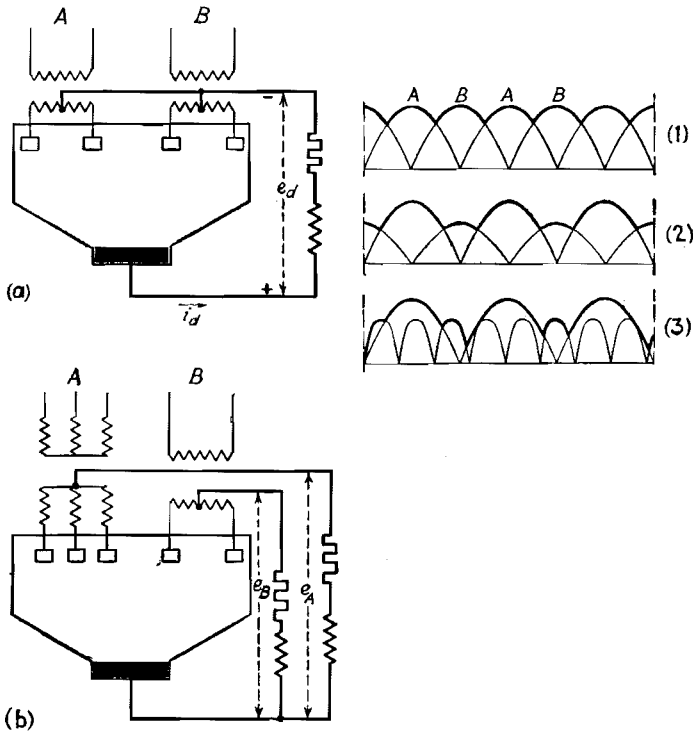 A B
−
e_d
+
i_d
(a)
A B A B
(1)
(2)
(3)
A B
e_B e_A
(b)